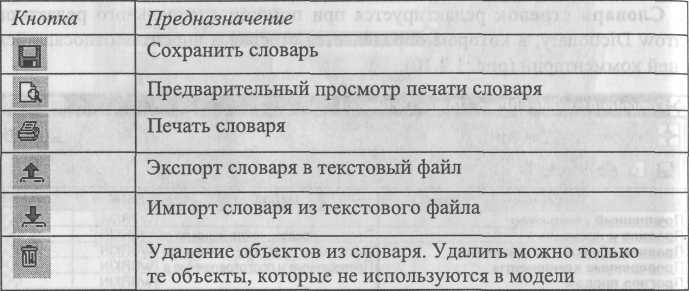 Кнопка Предназначение
Сохранить словарь
Предварительный просмотр печати словаря
Печать словаря
Экспорт словаря в текстовый файл
Импорт словаря из текстового файла
Удаление объектов из словаря. Удалить можно только
те объекты, которые не используются в модели